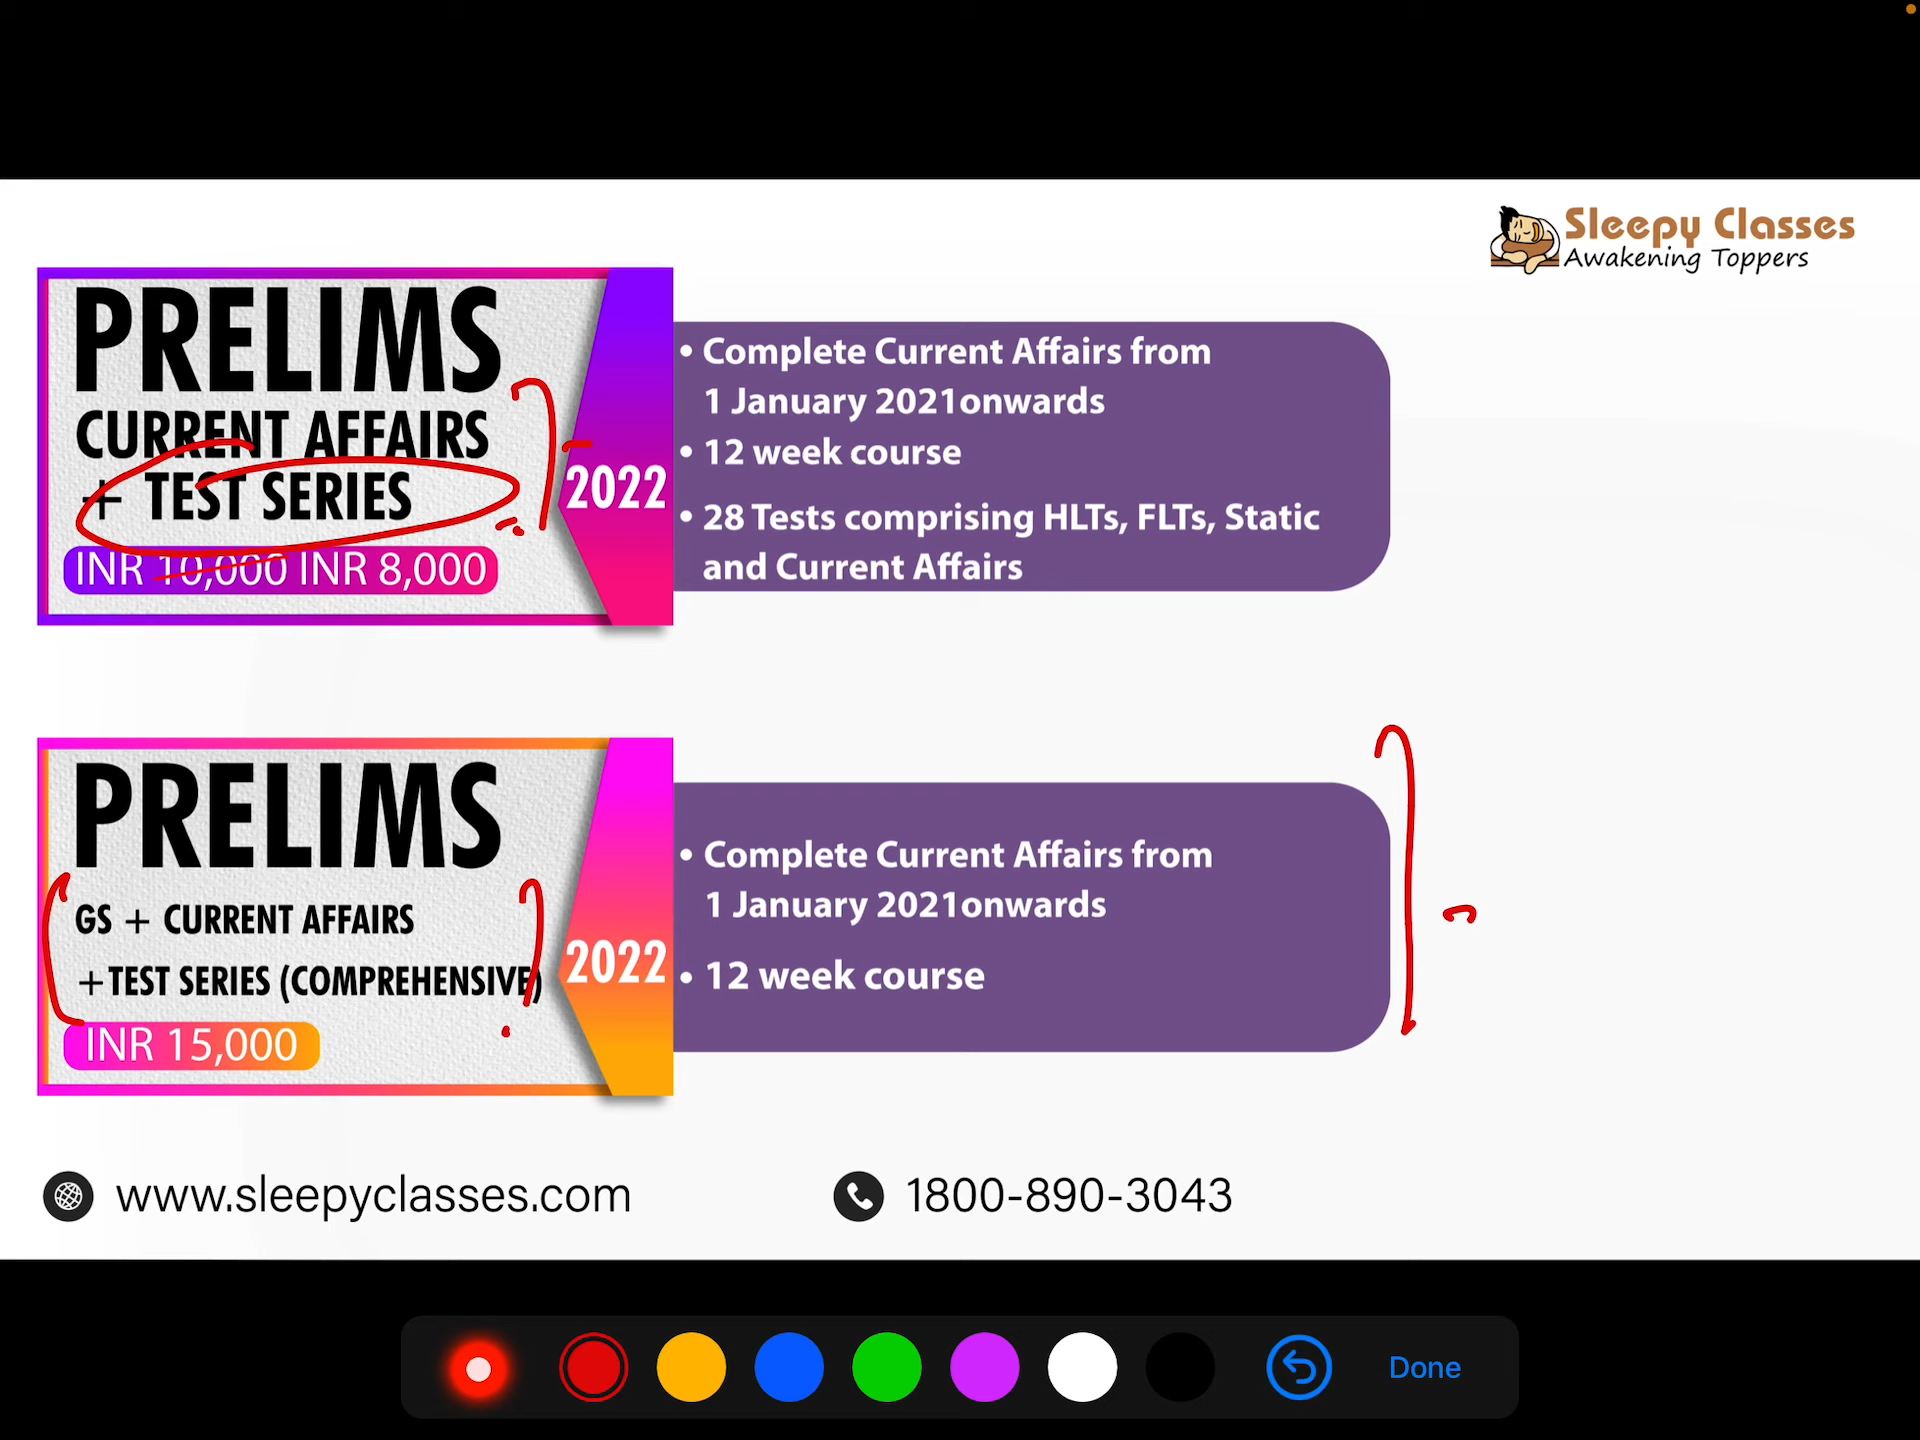 Sleepy Classes
Awakening Toppers
PRELIMS
CURRENT AFFAIRS
+ TEST SERIES
INR 10,000 INR 8,000
2022
• Complete Current Affairs from
1 January 2021onwards
• 12 week course
• 28 Tests comprising HLTs, FLTs, Static
and Current Affairs
PRELIMS
GS + CURRENT AFFAIRS
+TEST SERIES (COMPREHENSIVE)
INR 15,000
2022
• Complete Current Affairs from
1 January 2021onwards
• 12 week course
www.sleepyclasses.com
1800-890-3043
Done